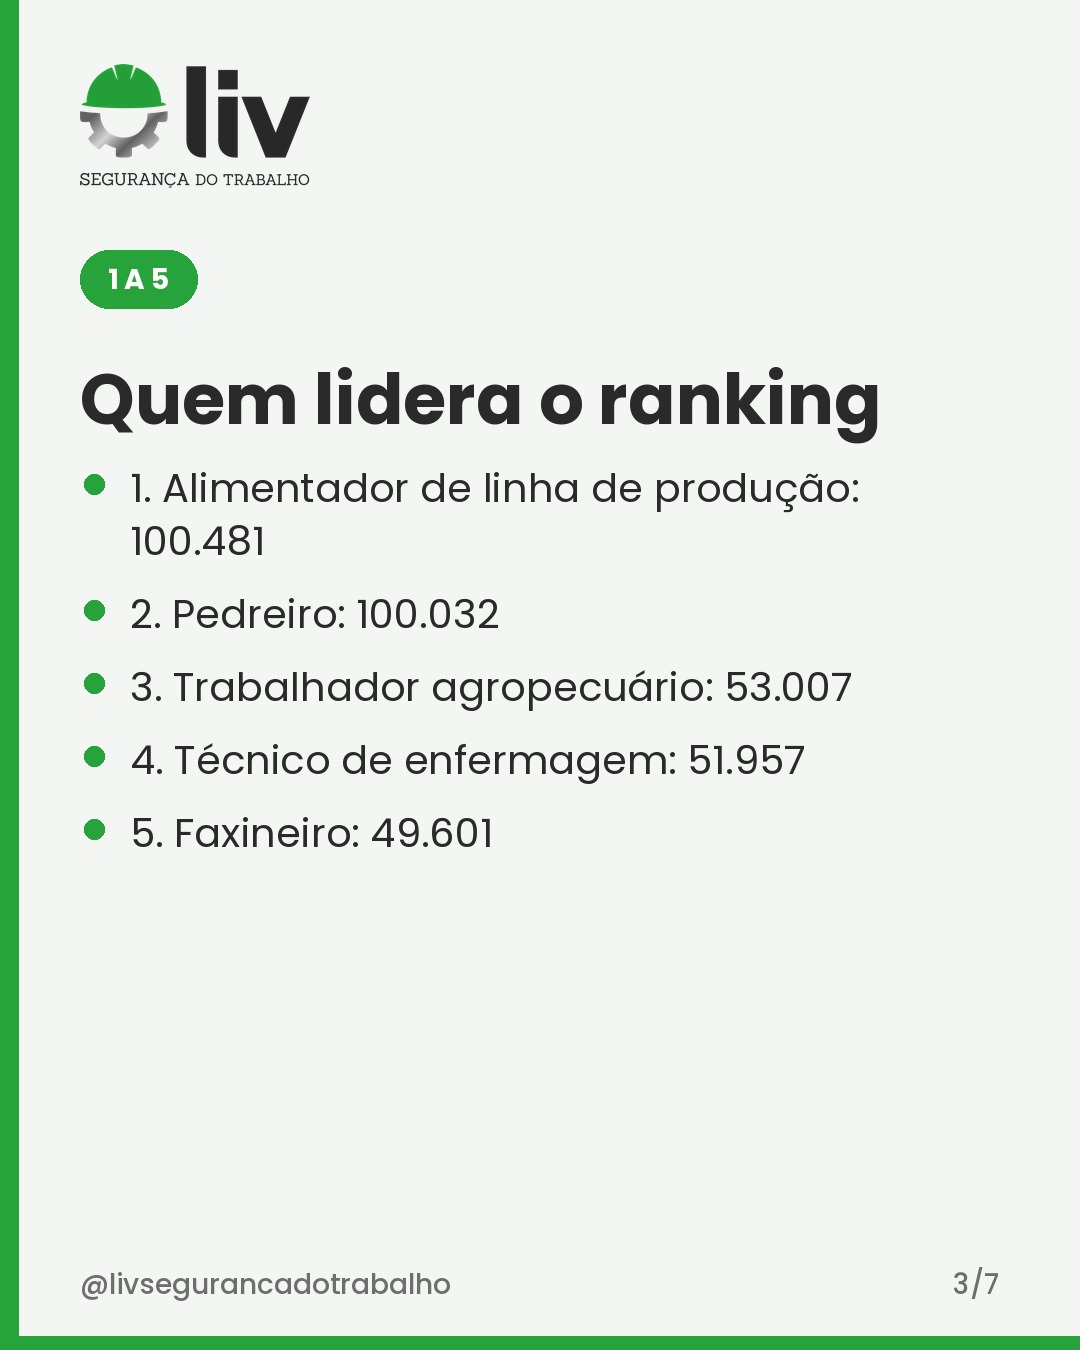 liv
SEGURANÇA DO TRABALHO
1 A 5
Quem lidera o ranking
1. Alimentador de linha de produção:
100.481
2. Pedreiro: 100.032
3. Trabalhador agropecuário: 53.007
4. Técnico de enfermagem: 51.957
5. Faxineiro: 49.601
@livsegurancadotrabalho
3/7